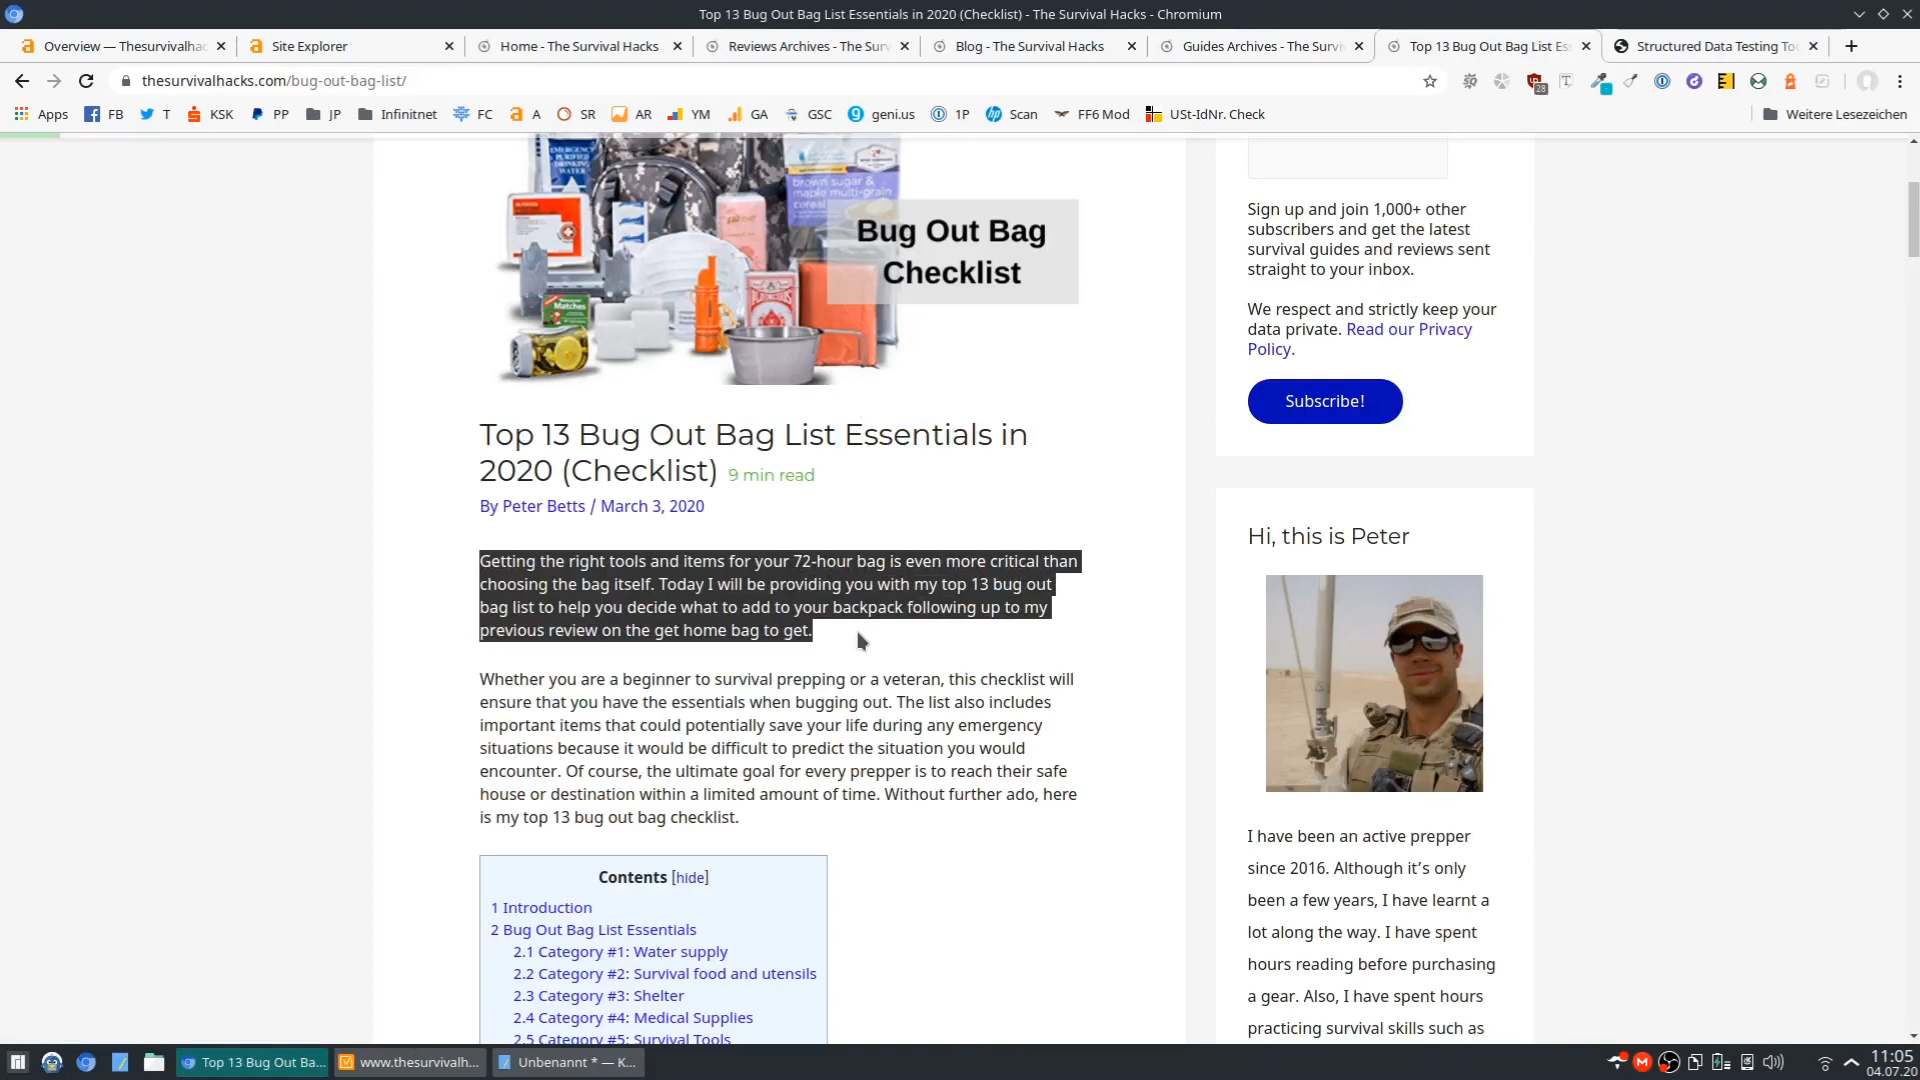 Top 13 Bug Out Bag List Essentials in 2020 (Checklist) - The Survival Hacks - Chromium
Overview — Thesurvivalhac
Site Explorer
Home - The Survival Hacks
Reviews Archives - The Surv
Blog - The Survival Hacks
Guides Archives - The Surviv
Top 13 Bug Out Bag List Ess
Structured Data Testing Too
thesurvivalhacks.com/bug-out-bag-list/
28
Apps
FB
T
KSK
PP
JP
Infinitnet
FC
A
SR
AR
YM
GA
GSC
geni.us
1P
Scan
FF6 Mod
USt-IdNr. Check
Weitere Lesezeichen
EMERGENCY
PURIFIED
DRINKING
WATER
brown sugar &
maple multi-grain
cereal
Matches
Bug Out Bag
Checklist
Top 13 Bug Out Bag List Essentials in
2020 (Checklist) 9 min read
By Peter Betts / March 3, 2020
Getting the right tools and items for your 72-hour bag is even more critical than
choosing the bag itself. Today I will be providing you with my top 13 bug out
bag list to help you decide what to add to your backpack following up to my
previous review on the get home bag to get.
Whether you are a beginner to survival prepping or a veteran, this checklist will
ensure that you have the essentials when bugging out. The list also includes
important items that could potentially save your life during any emergency
situations because it would be difficult to predict the situation you would
encounter. Of course, the ultimate goal for every prepper is to reach their safe
house or destination within a limited amount of time. Without further ado, here
is my top 13 bug out bag checklist.
Contents [hide]
1 Introduction
2 Bug Out Bag List Essentials
2.1 Category #1: Water supply
2.2 Category #2: Survival food and utensils
2.3 Category #3: Shelter
2.4 Category #4: Medical Supplies
2.5 Category #5: Survival Tools
Sign up and join 1,000+ other
subscribers and get the latest
survival guides and reviews sent
straight to your inbox.
We respect and strictly keep your
data private. Read our Privacy
Policy.
Subscribe!
Hi, this is Peter
I have been an active prepper
since 2016. Although it's only
been a few years, I have learnt a
lot along the way. I have spent
hours reading before purchasing
a gear. Also, I have spent hours
practicing survival skills such as
Top 13 Bug Out Ba...
www.thesurvivalh...
Unbenannt * — K...
11:05
04.07.20